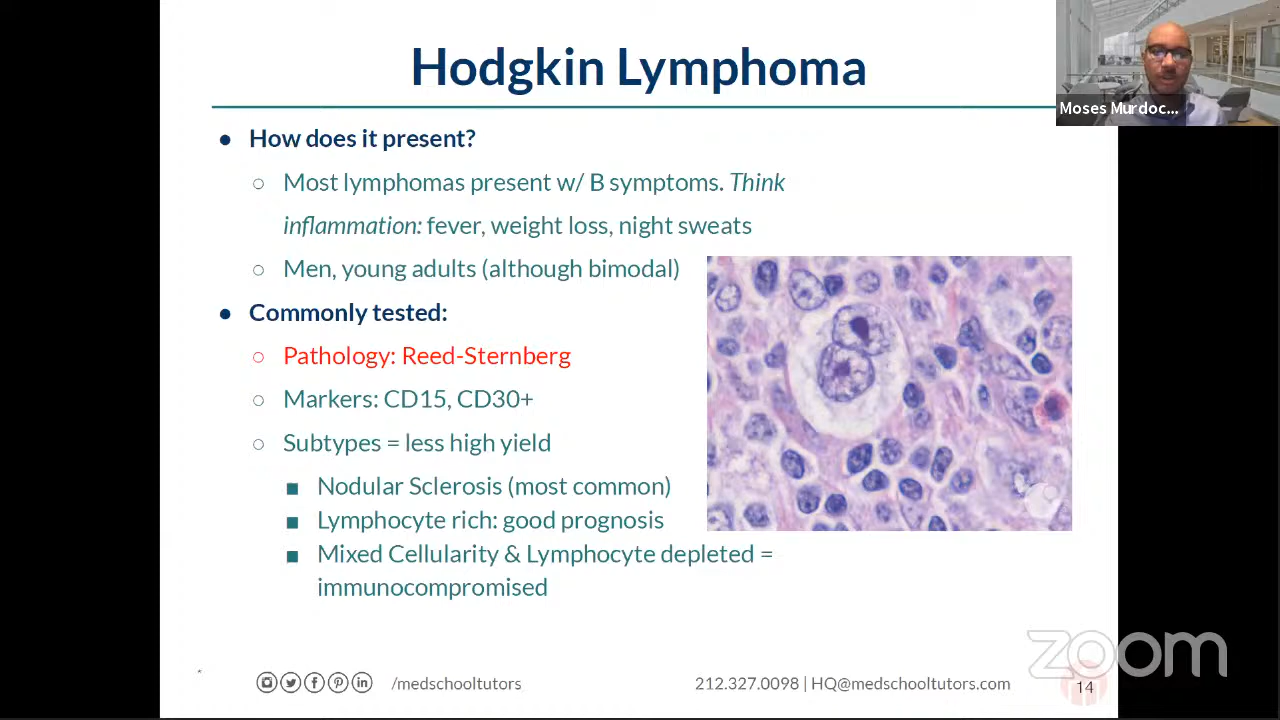 Hodgkin Lymphoma
Moses Murdoc...
● How does it present?
○ Most lymphomas present w/ B symptoms. Think
inflammation: fever, weight loss, night sweats
○ Men, young adults (although bimodal)
● Commonly tested:
○ Pathology: Reed-Sternberg
○ Markers: CD15, CD30+
○ Subtypes = less high yield
■ Nodular Sclerosis (most common)
■ Lymphocyte rich: good prognosis
■ Mixed Cellularity & Lymphocyte depleted =
immunocompromised
*
/medschooltutors
212.327.0098 | HQ@medschooltutors.com
14
zoom